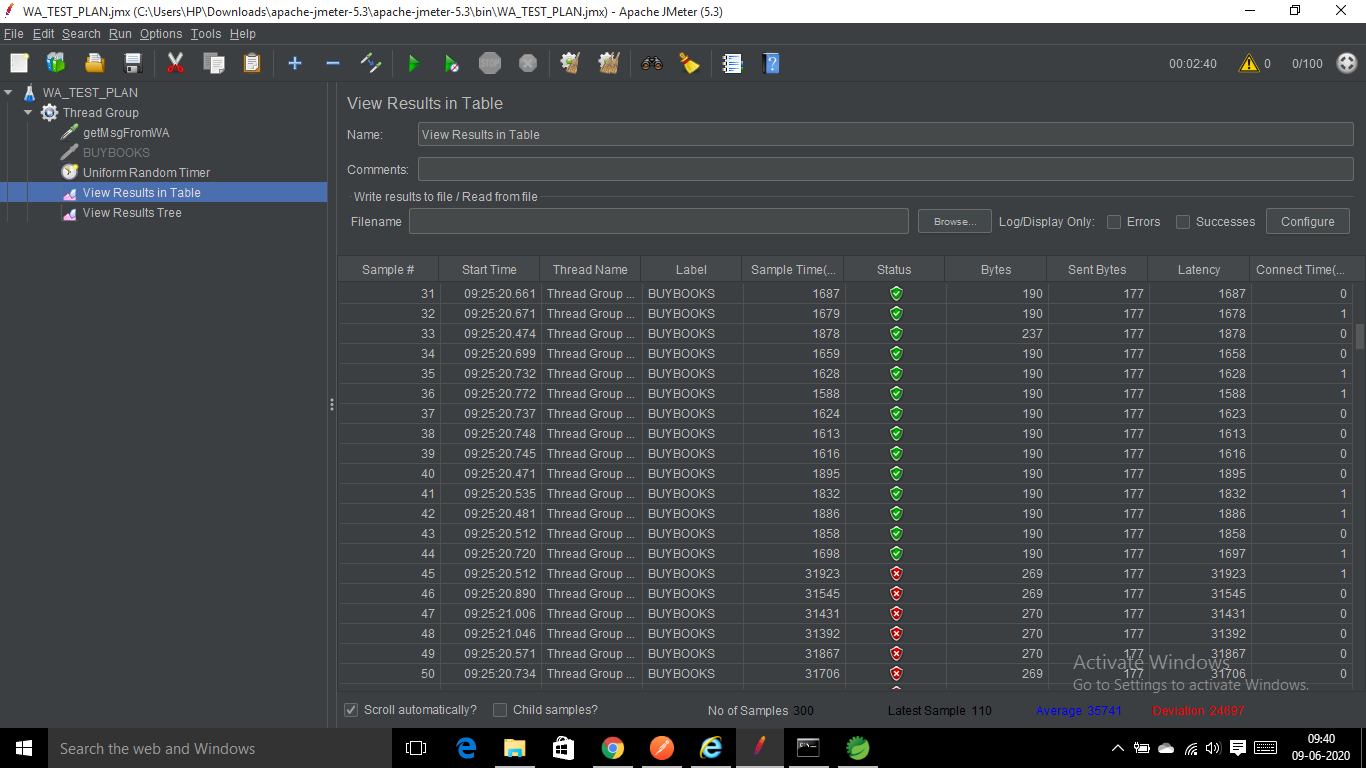 WA_TEST_PLAN.jmx (C:\Users\HP\Downloads\apache-jmeter-5.3\apache-jmeter-5.3\bin\WA_TEST_PLAN.jmx) - Apache JMeter (5.3)
File Edit Search Run Options Tools Help
STOP 00:02:40 0 0/100
WA_TEST_PLAN
Thread Group
getMsgFromWA
BUYBOOKS
Uniform Random Timer
View Results in Table
View Results Tree
View Results in Table
Name: View Results in Table
Comments:
Write results to file / Read from file
Filename Browse... Log/Display Only: Errors Successes Configure
Sample # Start Time Thread Name Label Sample Time(... Status Bytes Sent Bytes Latency Connect Time(...
31 09:25:20.661 Thread Group ... BUYBOOKS 1687 190 177 1687 0
32 09:25:20.671 Thread Group ... BUYBOOKS 1679 190 177 1678 1
33 09:25:20.474 Thread Group ... BUYBOOKS 1878 237 177 1878 0
34 09:25:20.699 Thread Group ... BUYBOOKS 1659 190 177 1658 0
35 09:25:20.732 Thread Group ... BUYBOOKS 1628 190 177 1628 1
36 09:25:20.772 Thread Group ... BUYBOOKS 1588 190 177 1588 1
37 09:25:20.737 Thread Group ... BUYBOOKS 1624 190 177 1623 0
38 09:25:20.748 Thread Group ... BUYBOOKS 1613 190 177 1613 0
39 09:25:20.745 Thread Group ... BUYBOOKS 1616 190 177 1616 0
40 09:25:20.471 Thread Group ... BUYBOOKS 1895 190 177 1895 0
41 09:25:20.535 Thread Group ... BUYBOOKS 1832 190 177 1832 1
42 09:25:20.481 Thread Group ... BUYBOOKS 1886 190 177 1886 1
43 09:25:20.512 Thread Group ... BUYBOOKS 1858 190 177 1858 0
44 09:25:20.720 Thread Group ... BUYBOOKS 1698 190 177 1697 1
45 09:25:20.512 Thread Group ... BUYBOOKS 31923 269 177 31923 1
46 09:25:20.890 Thread Group ... BUYBOOKS 31545 269 177 31545 0
47 09:25:21.006 Thread Group ... BUYBOOKS 31431 270 177 31431 0
48 09:25:21.046 Thread Group ... BUYBOOKS 31392 270 177 31392 0
49 09:25:20.571 Thread Group ... BUYBOOKS 31867 270 177 31867 0
50 09:25:20.734 Thread Group ... BUYBOOKS 31706 269 177 31706 0
Activate Windows
Go to Settings to activate Windows.
Scroll automatically? Child samples? No of Samples 300 Latest Sample 110 Average 35741 Deviation 24697
Search the web and Windows
09:40
09-06-2020